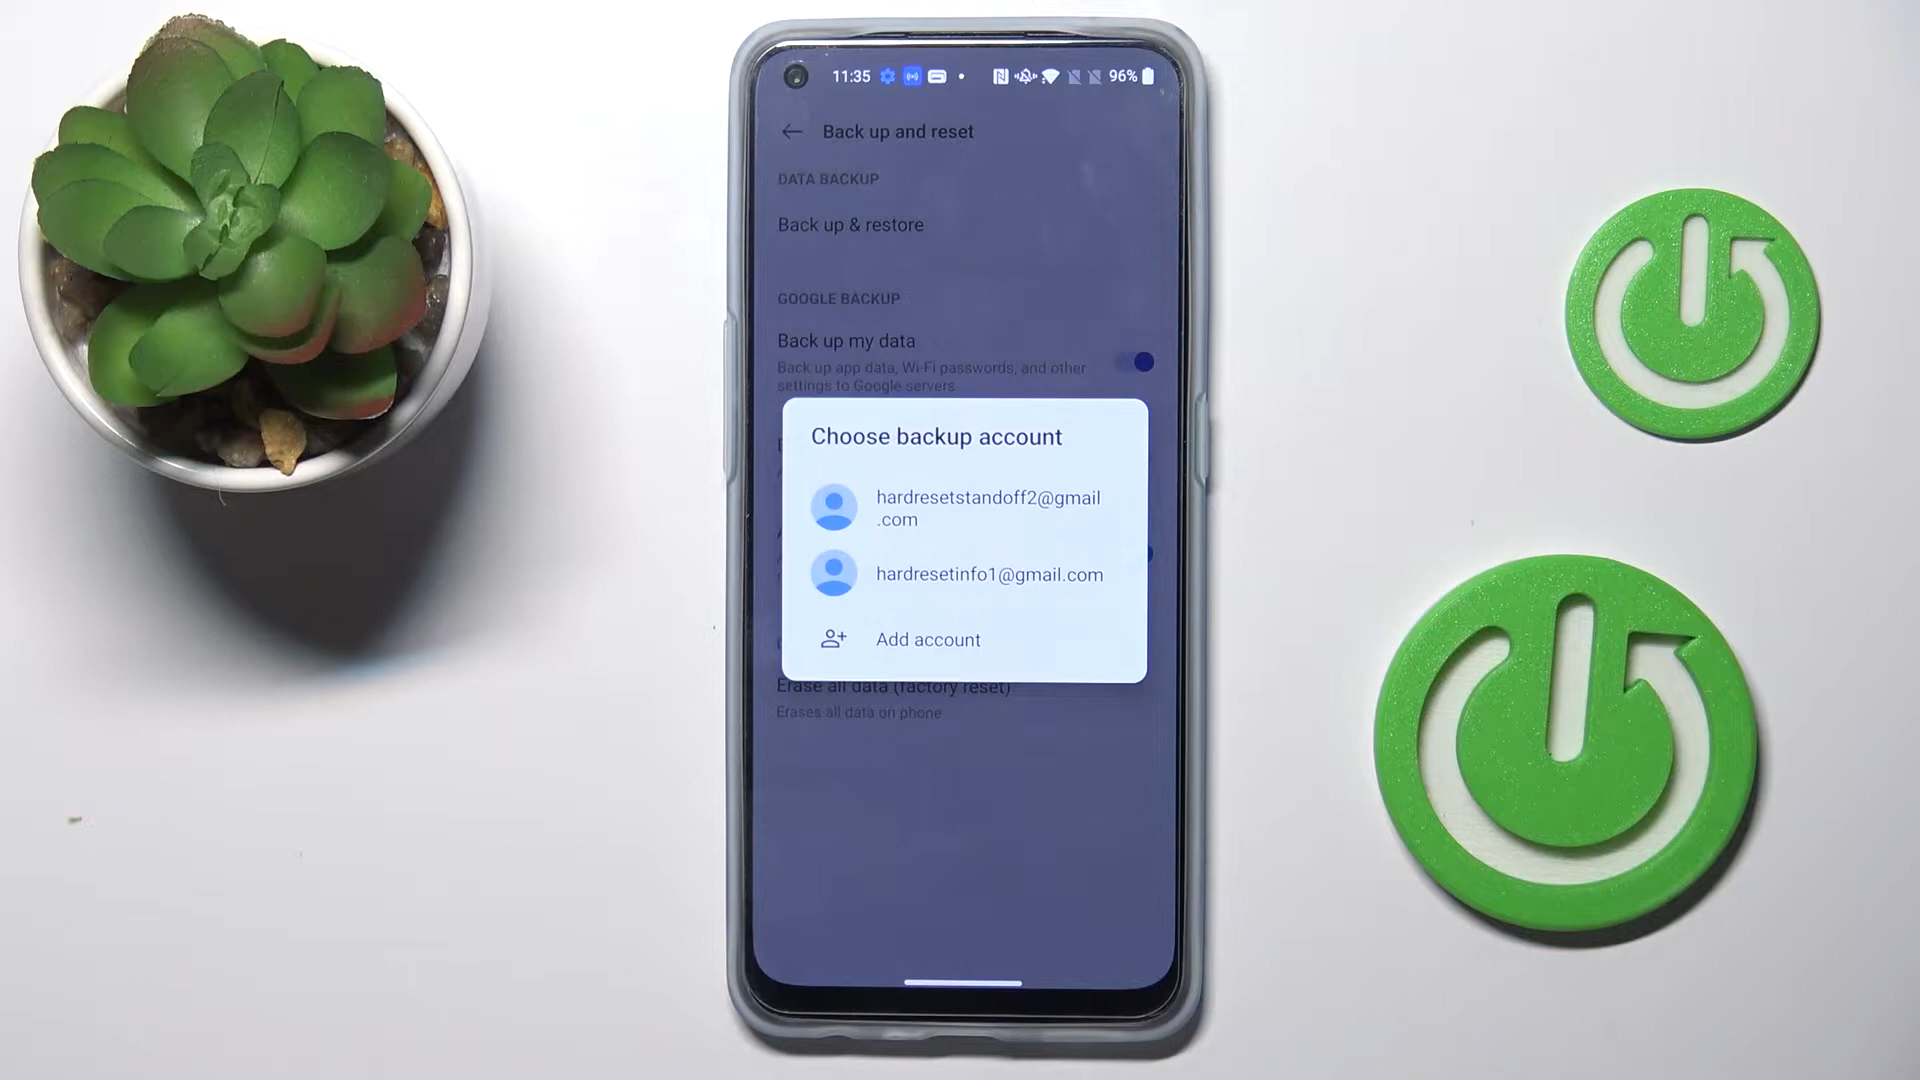 11:35
96%
Back up and reset
DATA BACKUP
Back up & restore
GOOGLE BACKUP
Back up my data
Back up app data, Wi-Fi passwords, and other
settings to Google servers
Choose backup account
hardresetstandoff2@gmail
.com
hardresetinfo1@gmail.com
Add account
Erase all data (factory reset)
Erases all data on phone